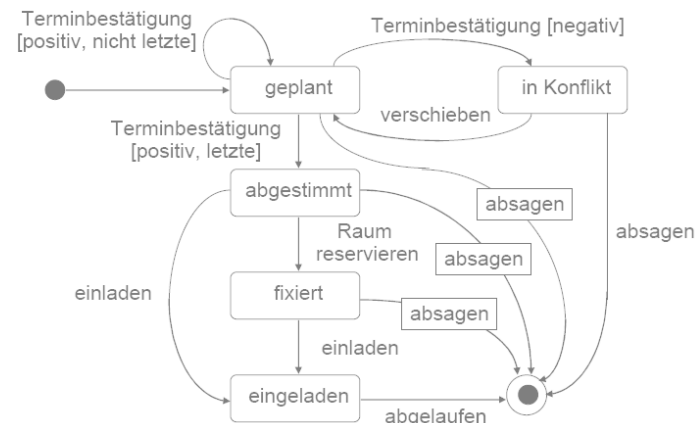 Terminbestätigung
[positiv, nicht letzte]
Terminbestätigung [negativ]
geplant
in Konflikt
verschieben
Terminbestätigung
[positiv, letzte]
abgestimmt
absagen
absagen
Raum
reservieren
absagen
einladen
fixiert
absagen
einladen
eingeladen
abgelaufen